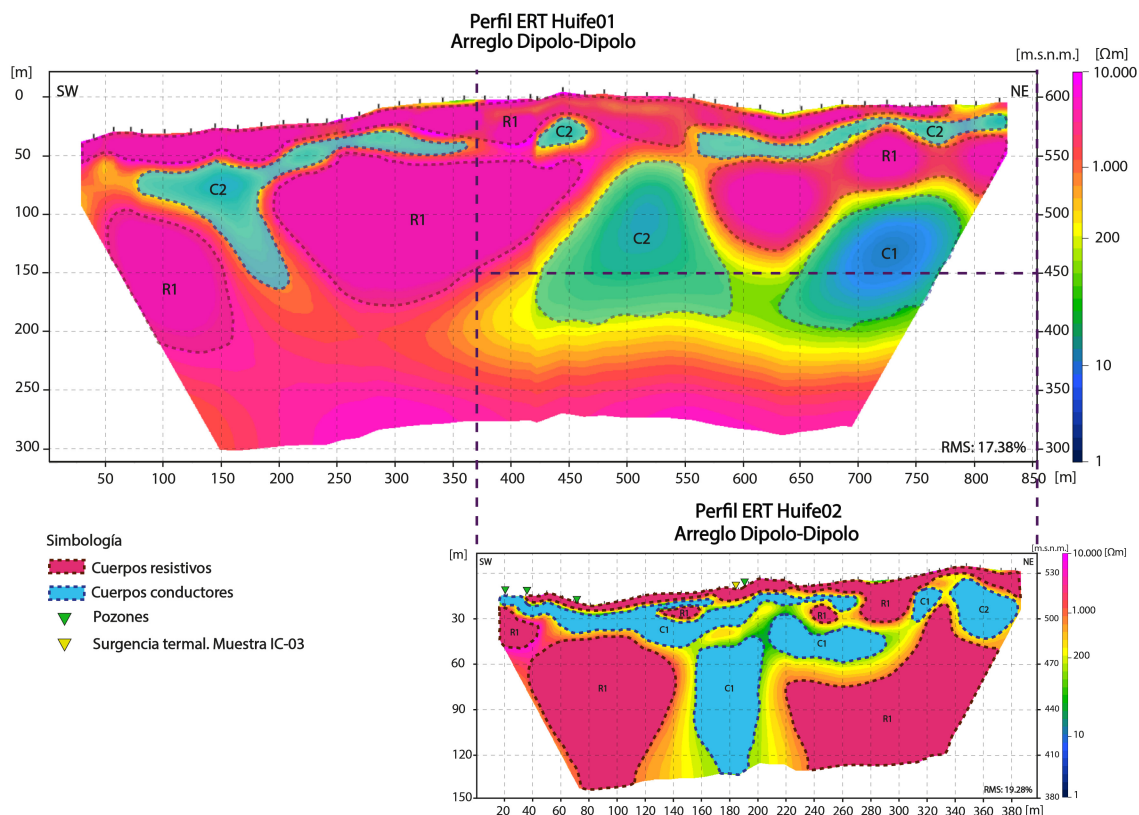 Perfil ERT Huife01
Arreglo Dipolo-Dipolo
[m] [m.s.n.m.] [Ωm]
SW NE
0
50
100
150
200
250
300
R1 C2 C2
C2 R1
R1 C2 C1
R1
600
550
500
450
400
350
300
10.000
1.000
200
10
1
RMS: 17.38%
50 100 150 200 250 300 350 400 450 500 550 600 650 700 750 800 850 [m]
Perfil ERT Huife02
Arreglo Dipolo-Dipolo
Simbología
Cuerpos resistivos
Cuerpos conductores
Pozones
Surgencia termal. Muestra IC-03
[m] [m.s.n.m.] [Ωm]
SW NE
30
60
90
120
150
R1 R1 R1 C1 C2
R1 C1 C1
R1 C1 R1
530
500
470
440
410
380
10.000
1.000
200
10
1
RMS: 19.28%
20 40 60 80 100 120 140 160 180 200 220 240 260 280 300 320 340 360 380 [m]